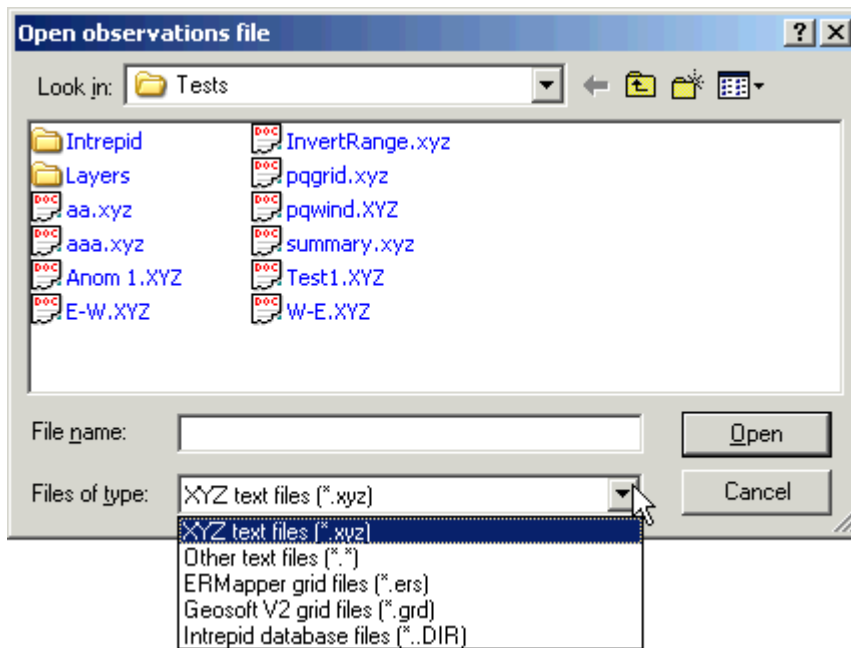 Open observations file
Look in: Tests
Intrepid InvertRange.xyz
Layers pqgrid.xyz
aa.xyz pqwind.XYZ
aaa.xyz summary.xyz
Anom 1.XYZ Test1.XYZ
E-W.XYZ W-E.XYZ
File name: Open
Files of type: XYZ text files (*.xyz) Cancel
XYZ text files (*.xyz)
Other text files (*.*)
ERMapper grid files (*.ers)
Geosoft V2 grid files (*.grd)
Intrepid database files (*..DIR)